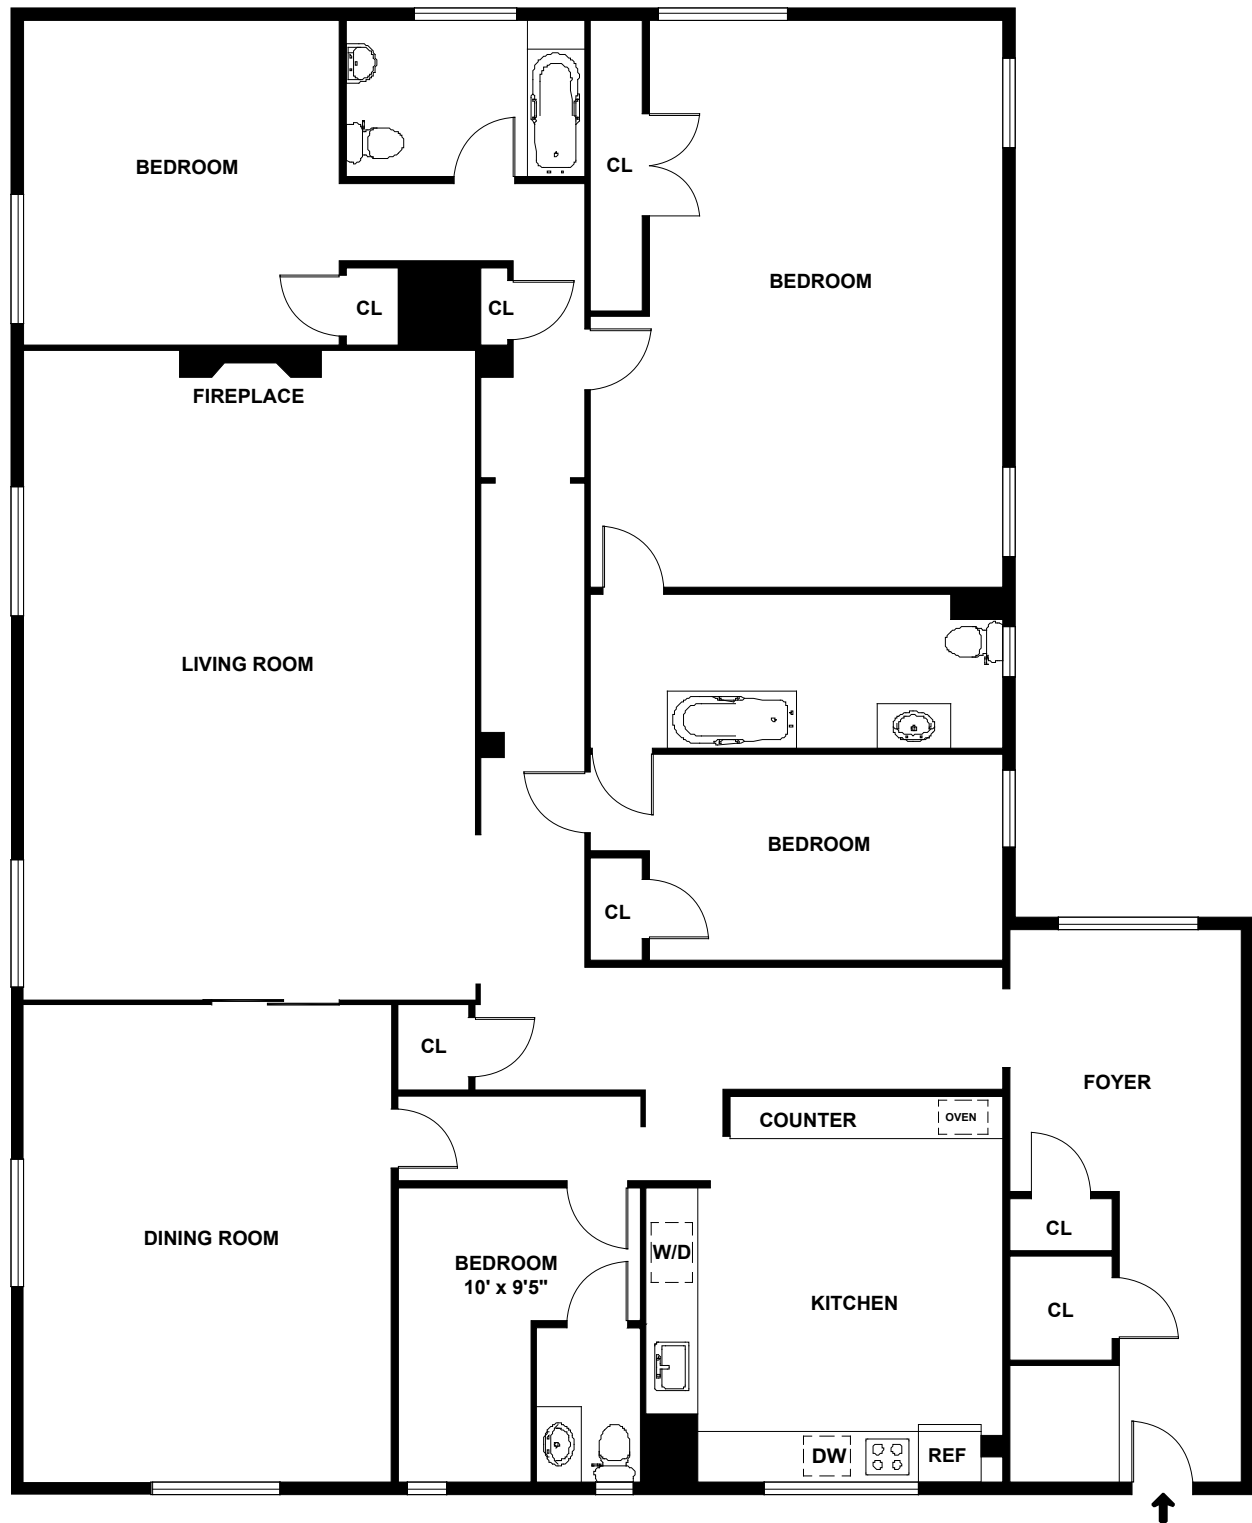 BEDROOM
CL
BEDROOM
CL
CL
FIREPLACE
LIVING ROOM
BEDROOM
CL
CL
FOYER
COUNTER
OVEN
CL
DINING ROOM
BEDROOM
10' x 9'5"
W/D
KITCHEN
CL
DW
REF